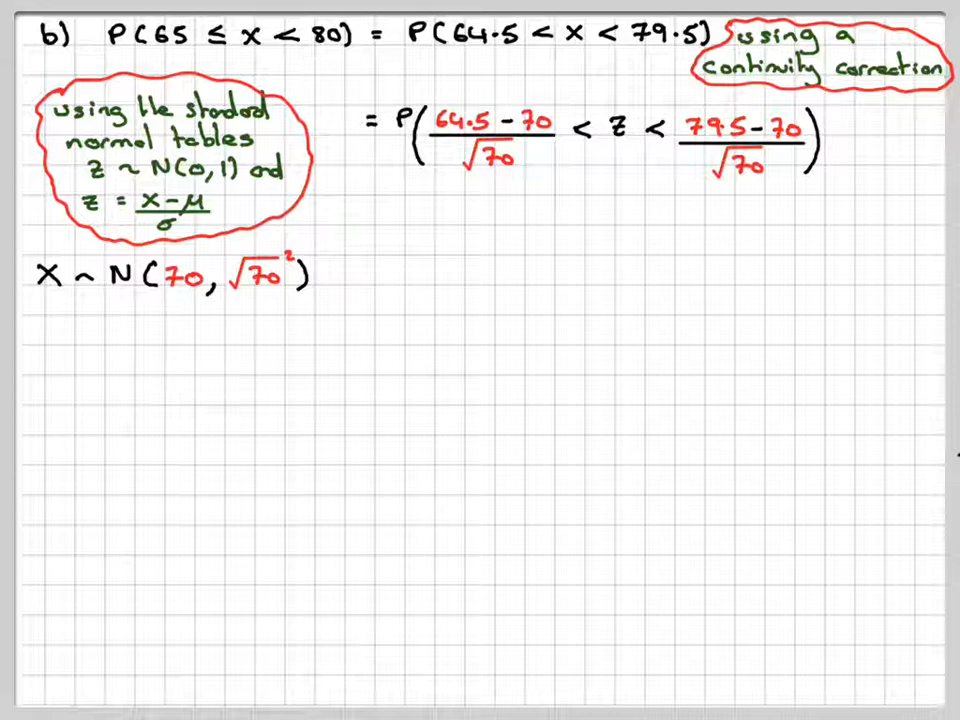 b) P(65 ≤ x < 80) = P(64.5 < x < 79.5)
using a
continuity correction
using the standard
normal tables
z ~ N(0,1) and
z = (x-μ)/σ
= P((64.5-70)/√70 < z < (79.5-70)/√70)
X ~ N(70, √70²)